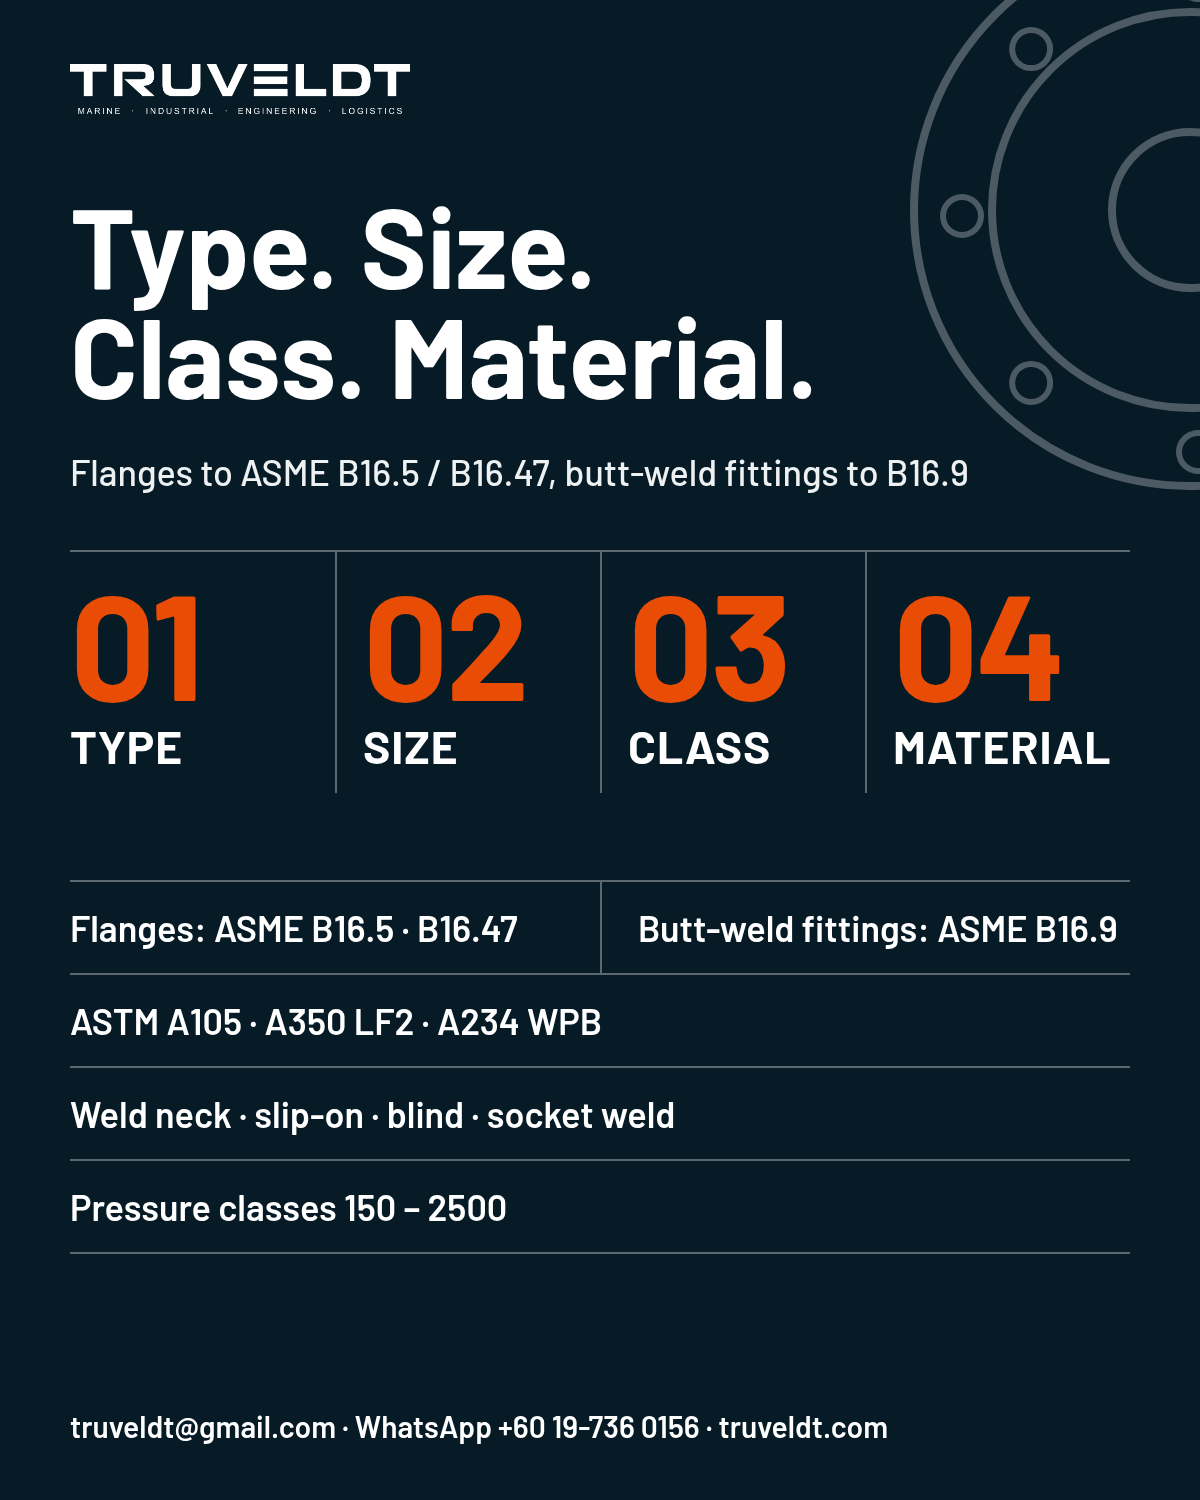 TRUVELDT
MARINE · INDUSTRIAL · ENGINEERING · LOGISTICS
Type. Size.
Class. Material.
Flanges to ASME B16.5 / B16.47, butt-weld fittings to B16.9
01
TYPE
02
SIZE
03
CLASS
04
MATERIAL
Flanges: ASME B16.5 · B16.47
Butt-weld fittings: ASME B16.9
ASTM A105 · A350 LF2 · A234 WPB
Weld neck · slip-on · blind · socket weld
Pressure classes 150 – 2500
truveldt@gmail.com · WhatsApp +60 19-736 0156 · truveldt.com